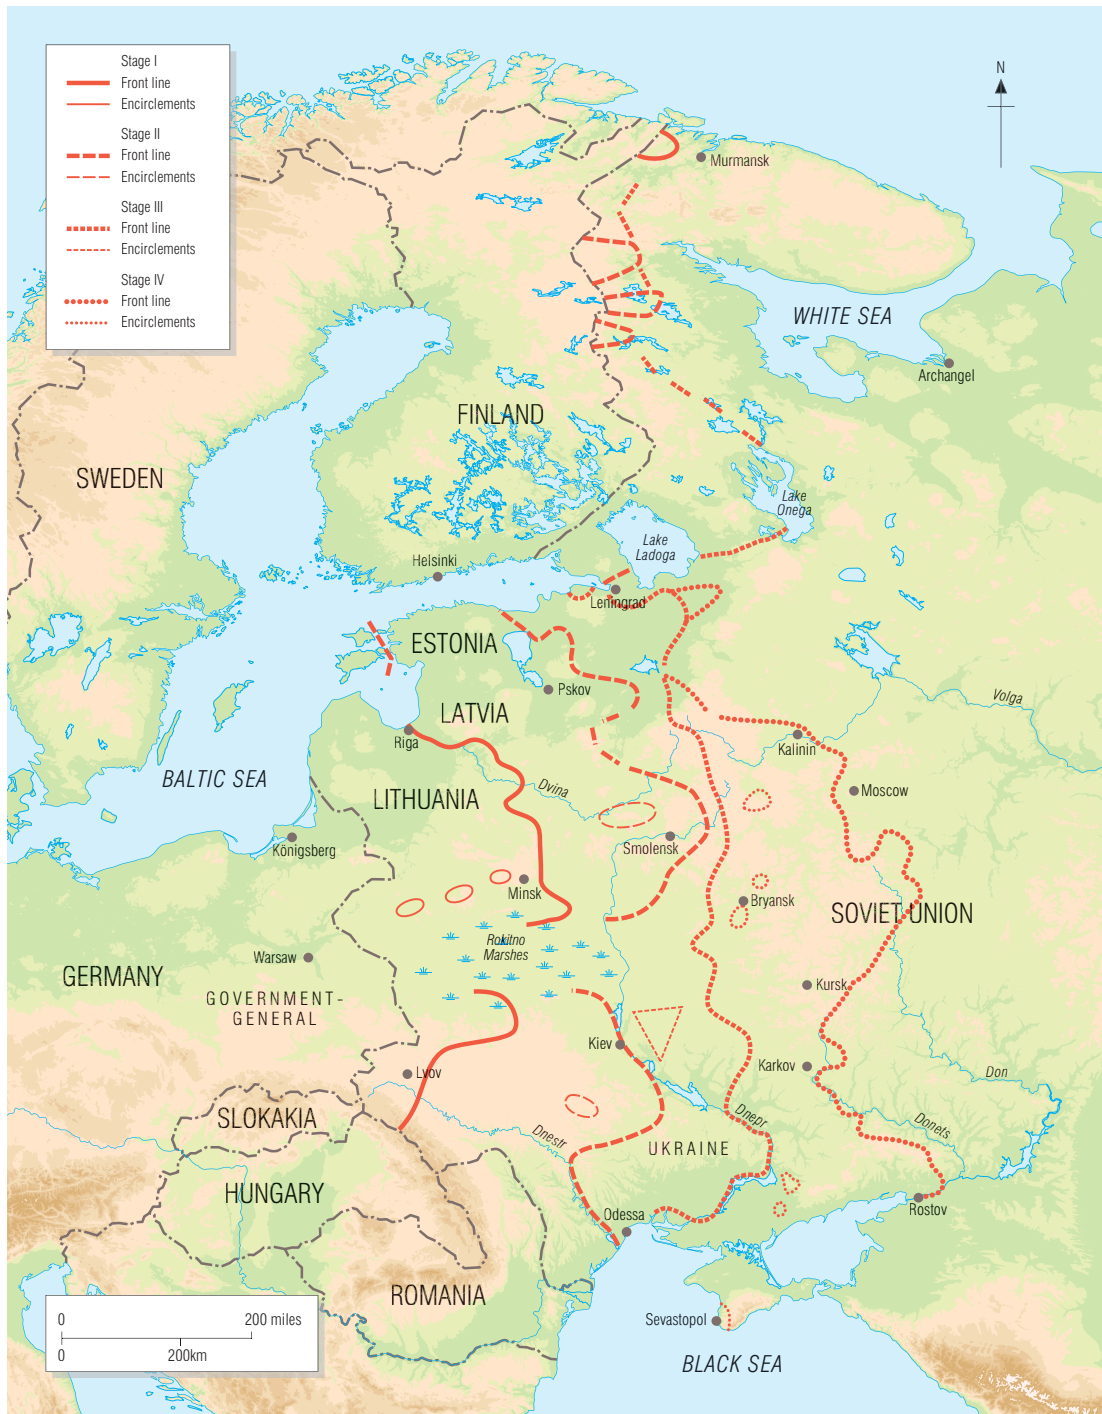 Stage I
Front line
Encirclements
Stage II
Front line
Encirclements
Stage III
Front line
Encirclements
Stage IV
Front line
Encirclements
N
Murmansk
WHITE SEA
Archangel
FINLAND
SWEDEN
Lake
Onega
Lake
Ladoga
Helsinki
Leningrad
ESTONIA
Pskov
Volga
LATVIA
Riga
Kalinin
BALTIC SEA
Dvina
Moscow
LITHUANIA
Königsberg
Smolensk
Minsk
Bryansk
SOVIET UNION
Rokitno
Marshes
Warsaw
GERMANY
GOVERNMENT-
GENERAL
Kursk
Kiev
Lvov
Karkov
Don
SLOKAKIA
Dnestr
Dnepr
Donets
UKRAINE
HUNGARY
Odessa
Rostov
ROMANIA
Sevastopol
BLACK SEA
0 200 miles
0 200km